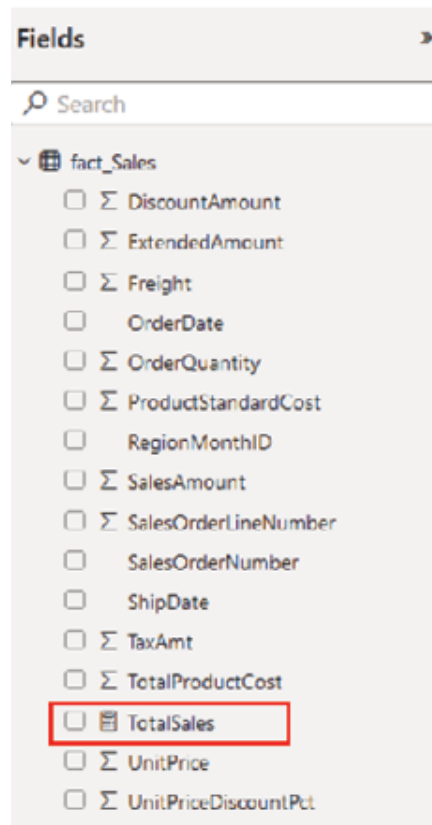 Fields
Search
fact_Sales
Σ DiscountAmount
Σ ExtendedAmount
Σ Freight
OrderDate
Σ OrderQuantity
Σ ProductStandardCost
RegionMonthID
Σ SalesAmount
Σ SalesOrderLineNumber
SalesOrderNumber
ShipDate
Σ TaxAmt
Σ TotalProductCost
TotalSales
Σ UnitPrice
Σ UnitPriceDiscountPct